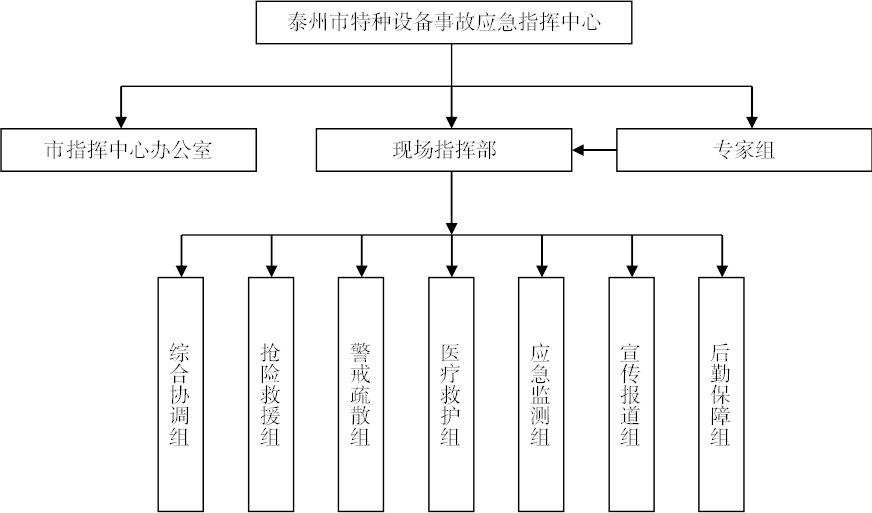 泰州市特种设备事故应急指挥中心
市指挥中心办公室
现场指挥部
专家组
综合协调组
抢险救援组
警戒疏散组
医疗救护组
应急监测组
宣传报道组
后勤保障组